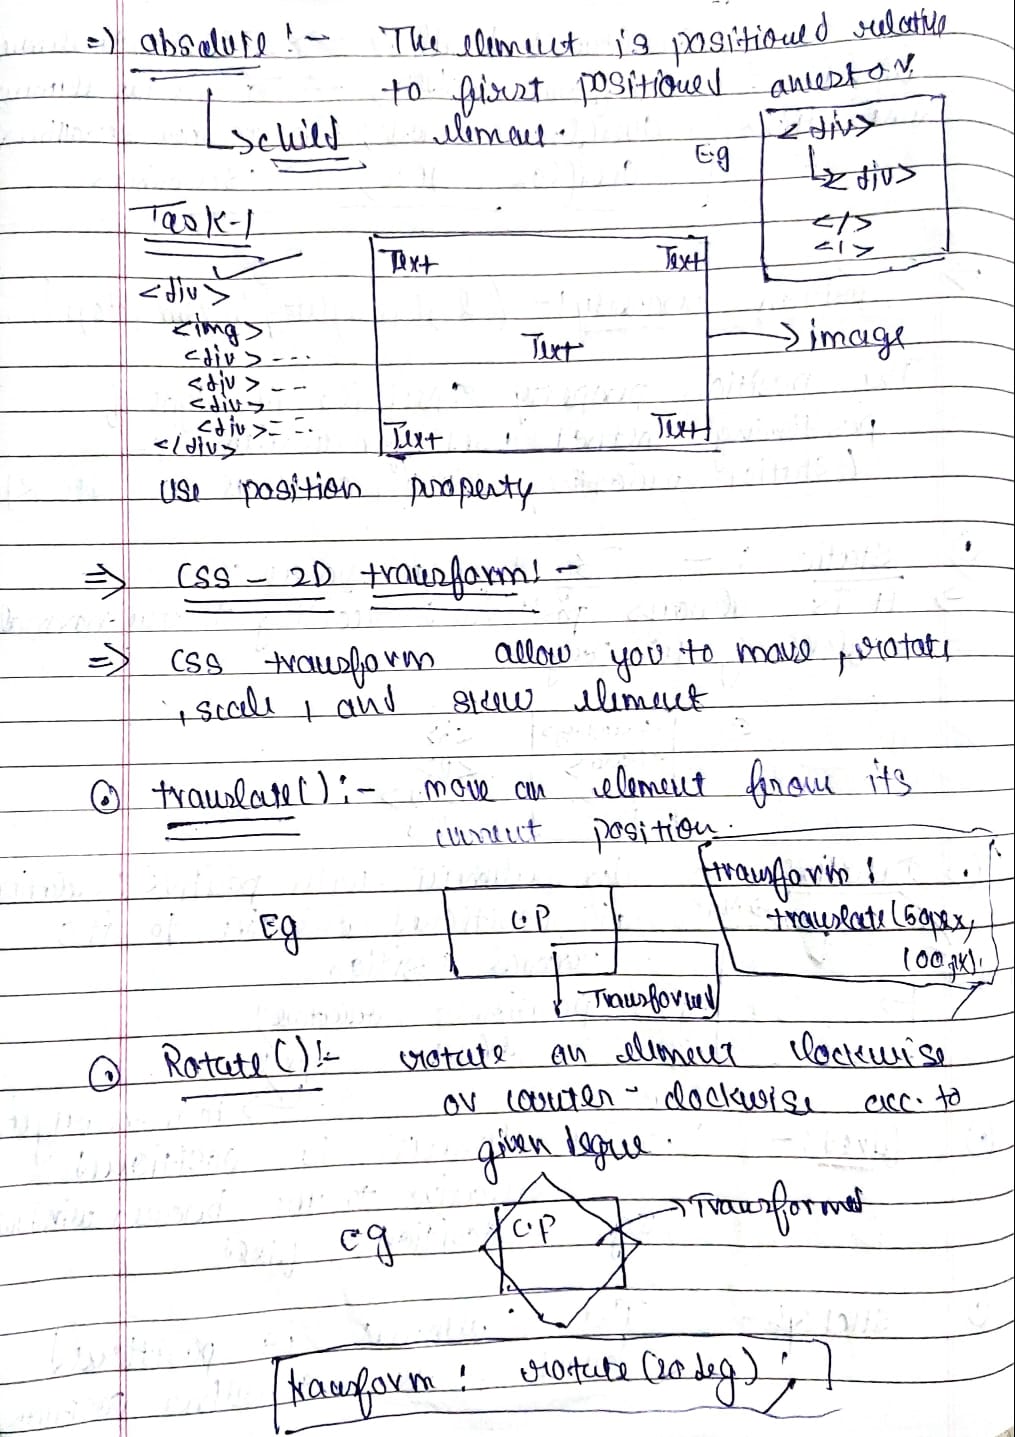 => absolute :- The element is positioned relative
to first positioned ancestor
↳ child element.
Eg
<div>
↳ <div>
</>
</>
Task-1
<div>
<img>
<div> ---
<div> --
<div>
<div> = =.
</div>
Text Text
Text
Text Text
→ image
use position property
=> CSS - 2D transform :-
=> CSS transform allow you to move, rotate
, scale, and skew element
translate() :- move an element from its
current position.
Eg
C.P
Transformed
transform :
translate (50px,
100px);
Rotate () :- rotate an element clockwise
or counter - clockwise acc. to
given degree.
eg
C.P
→ Transformed
transform : rotate (20 deg) ;